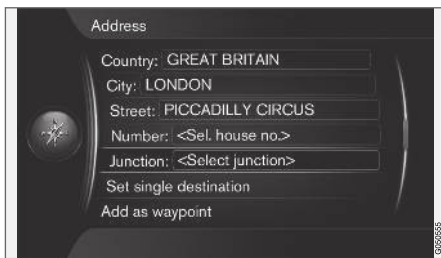 Address
Country: GREAT BRITAIN
City: LONDON
Street: PICCADILLY CIRCUS
Number: <Sel. house no.>
Junction: <Select junction>
Set single destination
Add as waypoint
G050555